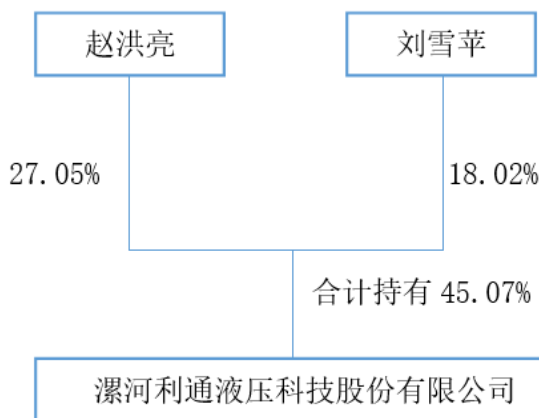 赵洪亮
刘雪苹
27.05%
18.02%
合计持有 45.07%
漯河利通液压科技股份有限公司